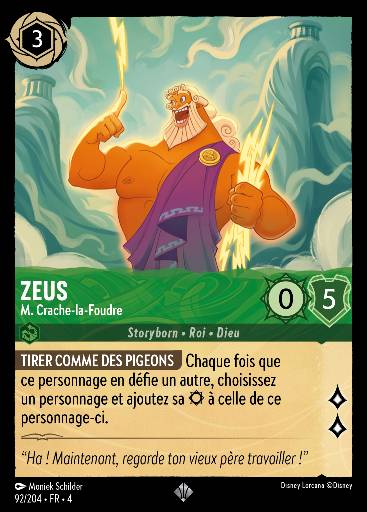 3
ZEUS
M. Crache-la-Foudre
0
5
Storyborn • Roi • Dieu
TIRER COMME DES PIGEONS Chaque fois que
ce personnage en défie un autre, choisissez
un personnage et ajoutez sa à celle de ce
personnage-ci.
“Ha ! Maintenant, regarde ton vieux père travailler !”
Moniek Schilder
Disney Lorcana ©Disney
92/204 • FR • 4